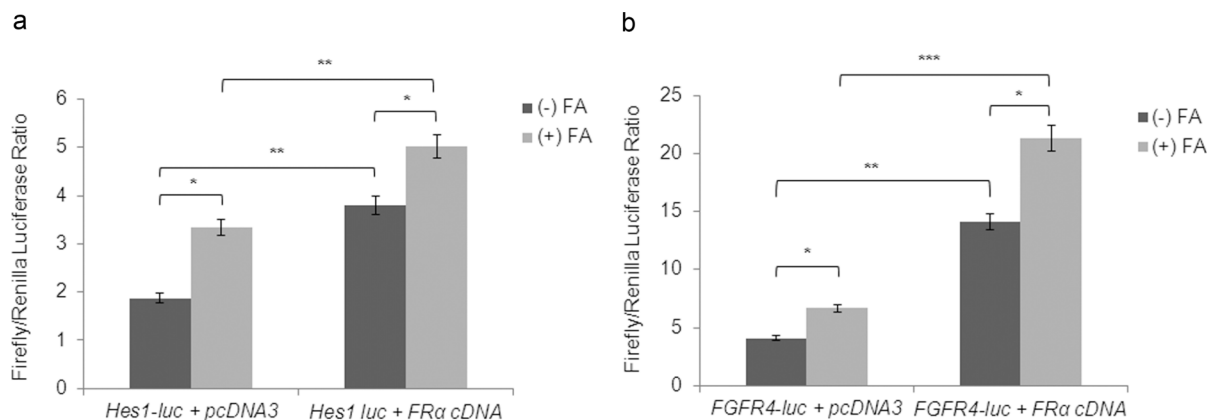 a
Firefly/Renilla Luciferase Ratio
6
5
4
3
2
1
0
**
*
**
*
(-) FA
(+) FA
Hes1-luc + pcDNA3
Hes1 luc + FRα cDNA
b
Firefly/Renilla Luciferase Ratio
25
20
15
10
5
0
***
*
**
*
(-) FA
(+) FA
FGFR4-luc + pcDNA3
FGFR4-luc + FRα cDNA